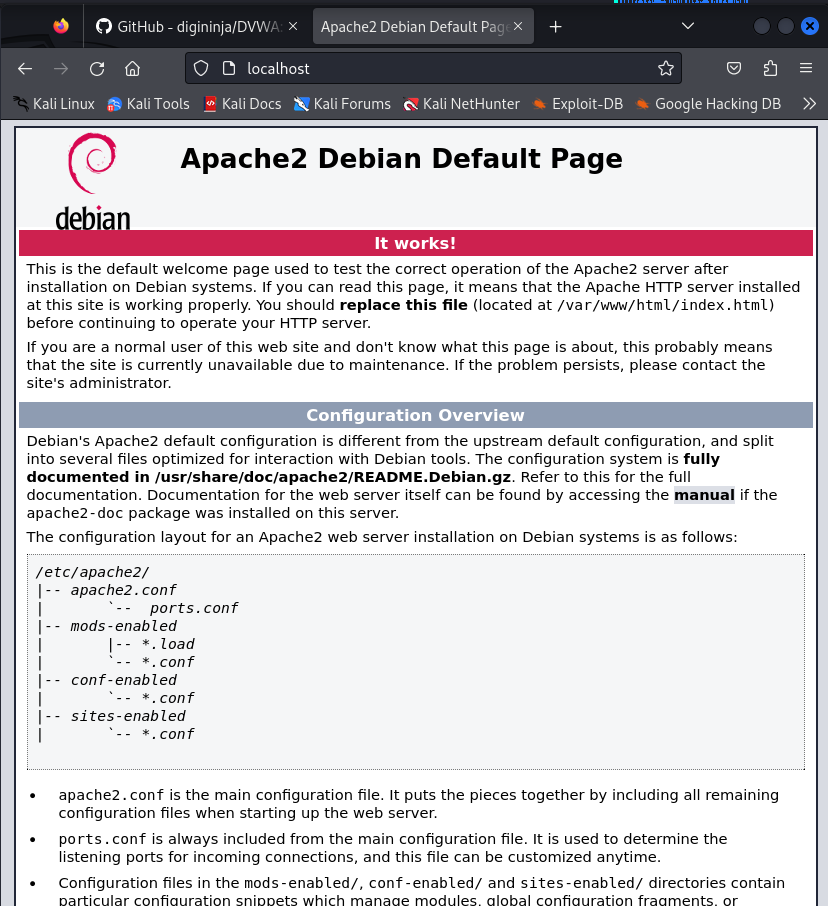 GitHub - digininja/DVWA:
Apache2 Debian Default Page
localhost
Kali Linux
Kali Tools
Kali Docs
Kali Forums
Kali NetHunter
Exploit-DB
Google Hacking DB
debian
Apache2 Debian Default Page
It works!
This is the default welcome page used to test the correct operation of the Apache2 server after
installation on Debian systems. If you can read this page, it means that the Apache HTTP server installed
at this site is working properly. You should replace this file (located at /var/www/html/index.html)
before continuing to operate your HTTP server.
If you are a normal user of this web site and don't know what this page is about, this probably means
that the site is currently unavailable due to maintenance. If the problem persists, please contact the
site's administrator.
Configuration Overview
Debian's Apache2 default configuration is different from the upstream default configuration, and split
into several files optimized for interaction with Debian tools. The configuration system is fully
documented in /usr/share/doc/apache2/README.Debian.gz. Refer to this for the full
documentation. Documentation for the web server itself can be found by accessing the manual if the
apache2-doc package was installed on this server.
The configuration layout for an Apache2 web server installation on Debian systems is as follows:
/etc/apache2/
|-- apache2.conf
|       `--  ports.conf
|-- mods-enabled
|       |-- *.load
|       `-- *.conf
|-- conf-enabled
|       `-- *.conf
|-- sites-enabled
|       `-- *.conf
• apache2.conf is the main configuration file. It puts the pieces together by including all remaining
configuration files when starting up the web server.
• ports.conf is always included from the main configuration file. It is used to determine the
listening ports for incoming connections, and this file can be customized anytime.
• Configuration files in the mods-enabled/, conf-enabled/ and sites-enabled/ directories contain
particular configuration snippets which manage modules, global configuration fragments, or